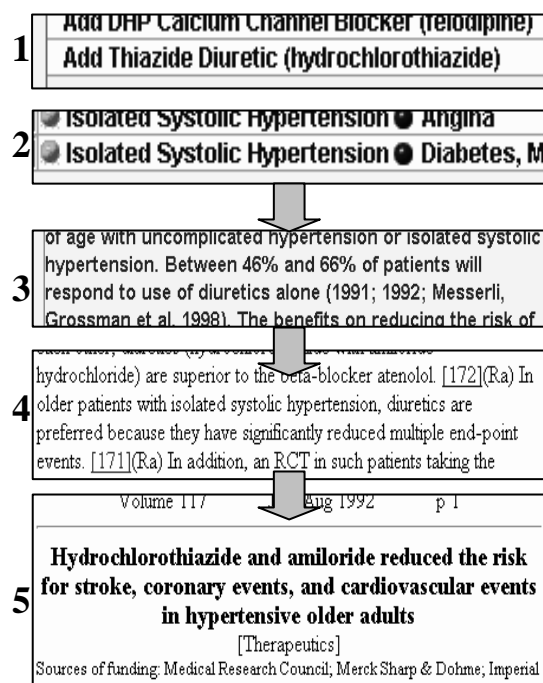 1
Add DHP Calcium Channel Blocker (felodipine)
Add Thiazide Diuretic (hydrochlorothiazide)
2
Isolated Systolic Hypertension Angina
Isolated Systolic Hypertension Diabetes, M
3
of age with uncomplicated hypertension or isolated systolic
hypertension. Between 46% and 66% of patients will
respond to use of diuretics alone (1991; 1992; Messerli,
Grossman et al. 1998). The benefits on reducing the risk of
4
each other, diuretics
hydrochloride) are superior to the beta-blocker atenolol. [172](Ra) In
older patients with isolated systolic hypertension, diuretics are
preferred because they have significantly reduced multiple end-point
events. [171](Ra) In addition, an RCT in such patients taking the
5
Volume 117 Aug 1992 p 1
Hydrochlorothiazide and amiloride reduced the risk
for stroke, coronary events, and cardiovascular events
in hypertensive older adults
[Therapeutics]
Sources of funding: Medical Research Council; Merck Sharp & Dohme; Imperial